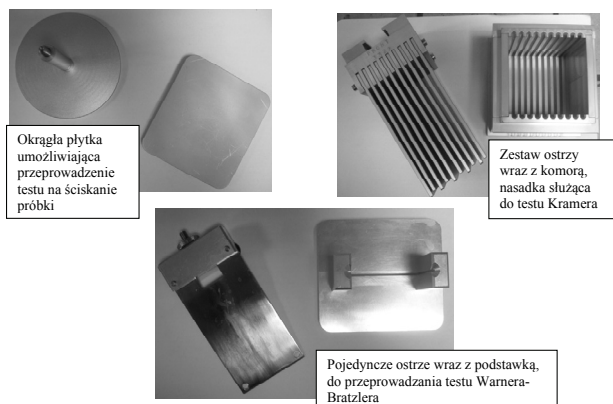 Okrągła płytka
umożliwiająca
przeprowadzenie
testu na ściskanie
próbki
Zestaw ostrzy
wraz z komorą,
nasadka służąca
do testu Kramera
Pojedyncze ostrze wraz z podstawką,
do przeprowadzania testu Warnera-
Bratzlera